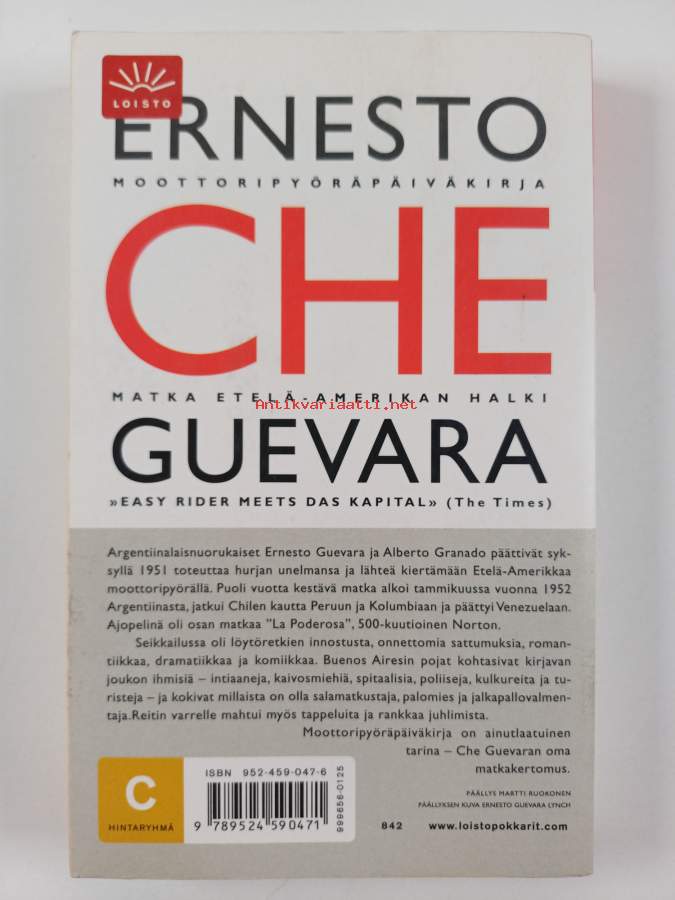 LOISTO
ERNESTO
MOOTTORIPYÖRÄPÄIVÄKIRJA
CHE
MATKA ETELÄ-AMERIKAN HALKI
Antikvariaatti.net
GUEVARA
»EASY RIDER MEETS DAS KAPITAL» (The Times)
Argentiinalaisnuorukaiset Ernesto Guevara ja Alberto Granado päättivät syk-
syllä 1951 toteuttaa hurjan unelmansa ja lähteä kiertämään Etelä-Amerikkaa
moottoripyörällä. Puoli vuotta kestävä matka alkoi tammikuussa vuonna 1952
Argentiinasta, jatkui Chilen kautta Peruun ja Kolumbiaan ja päättyi Venezuelaan.
Ajopelinä oli osan matkaa "La Poderosa", 500-kuutioinen Norton.
Seikkailussa oli löytöretkien innostusta, onnettomia sattumuksia, roman-
tiikkaa, dramatiikkaa ja komiikkaa. Buenos Airesin pojat kohtasivat kirjavan
joukon ihmisiä – intiaaneja, kaivosmiehiä, spitaalisia, poliiseja, kulkureita ja tu-
risteja – ja kokivat millaista on olla salamatkustaja, palomies ja jalkapallovalmen-
taja. Reitin varrelle mahtui myös tappeluita ja rankkaa juhlimista.
Moottoripyöräpäiväkirja on ainutlaatuinen
tarina – Che Guevaran oma
matkakertomus.
PÄÄLLYS MARTTI RUOKONEN
PÄÄLLYKSEN KUVA ERNESTO GUEVARA LYNCH
C
HINTARYHMÄ
ISBN 952-459-047-6
9 789524 590471
999656-0125
842 www.loistopokkarit.com